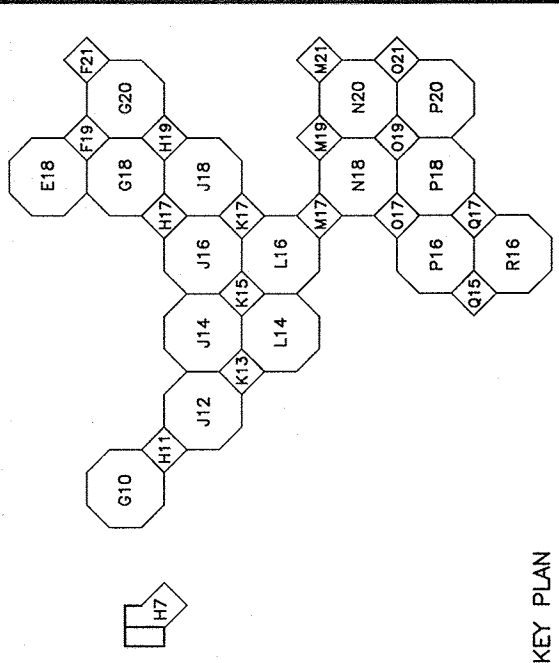 E18
F19 F21
G10 G18 G20
H7 H11 H17 H19
J12 J14 J16 J18
K13 K15 K17
L14 L16
M17 M19 M21
N18 N20
O17 O19 O21
P16 P18 P20
Q15 Q17
R16
KEY PLAN